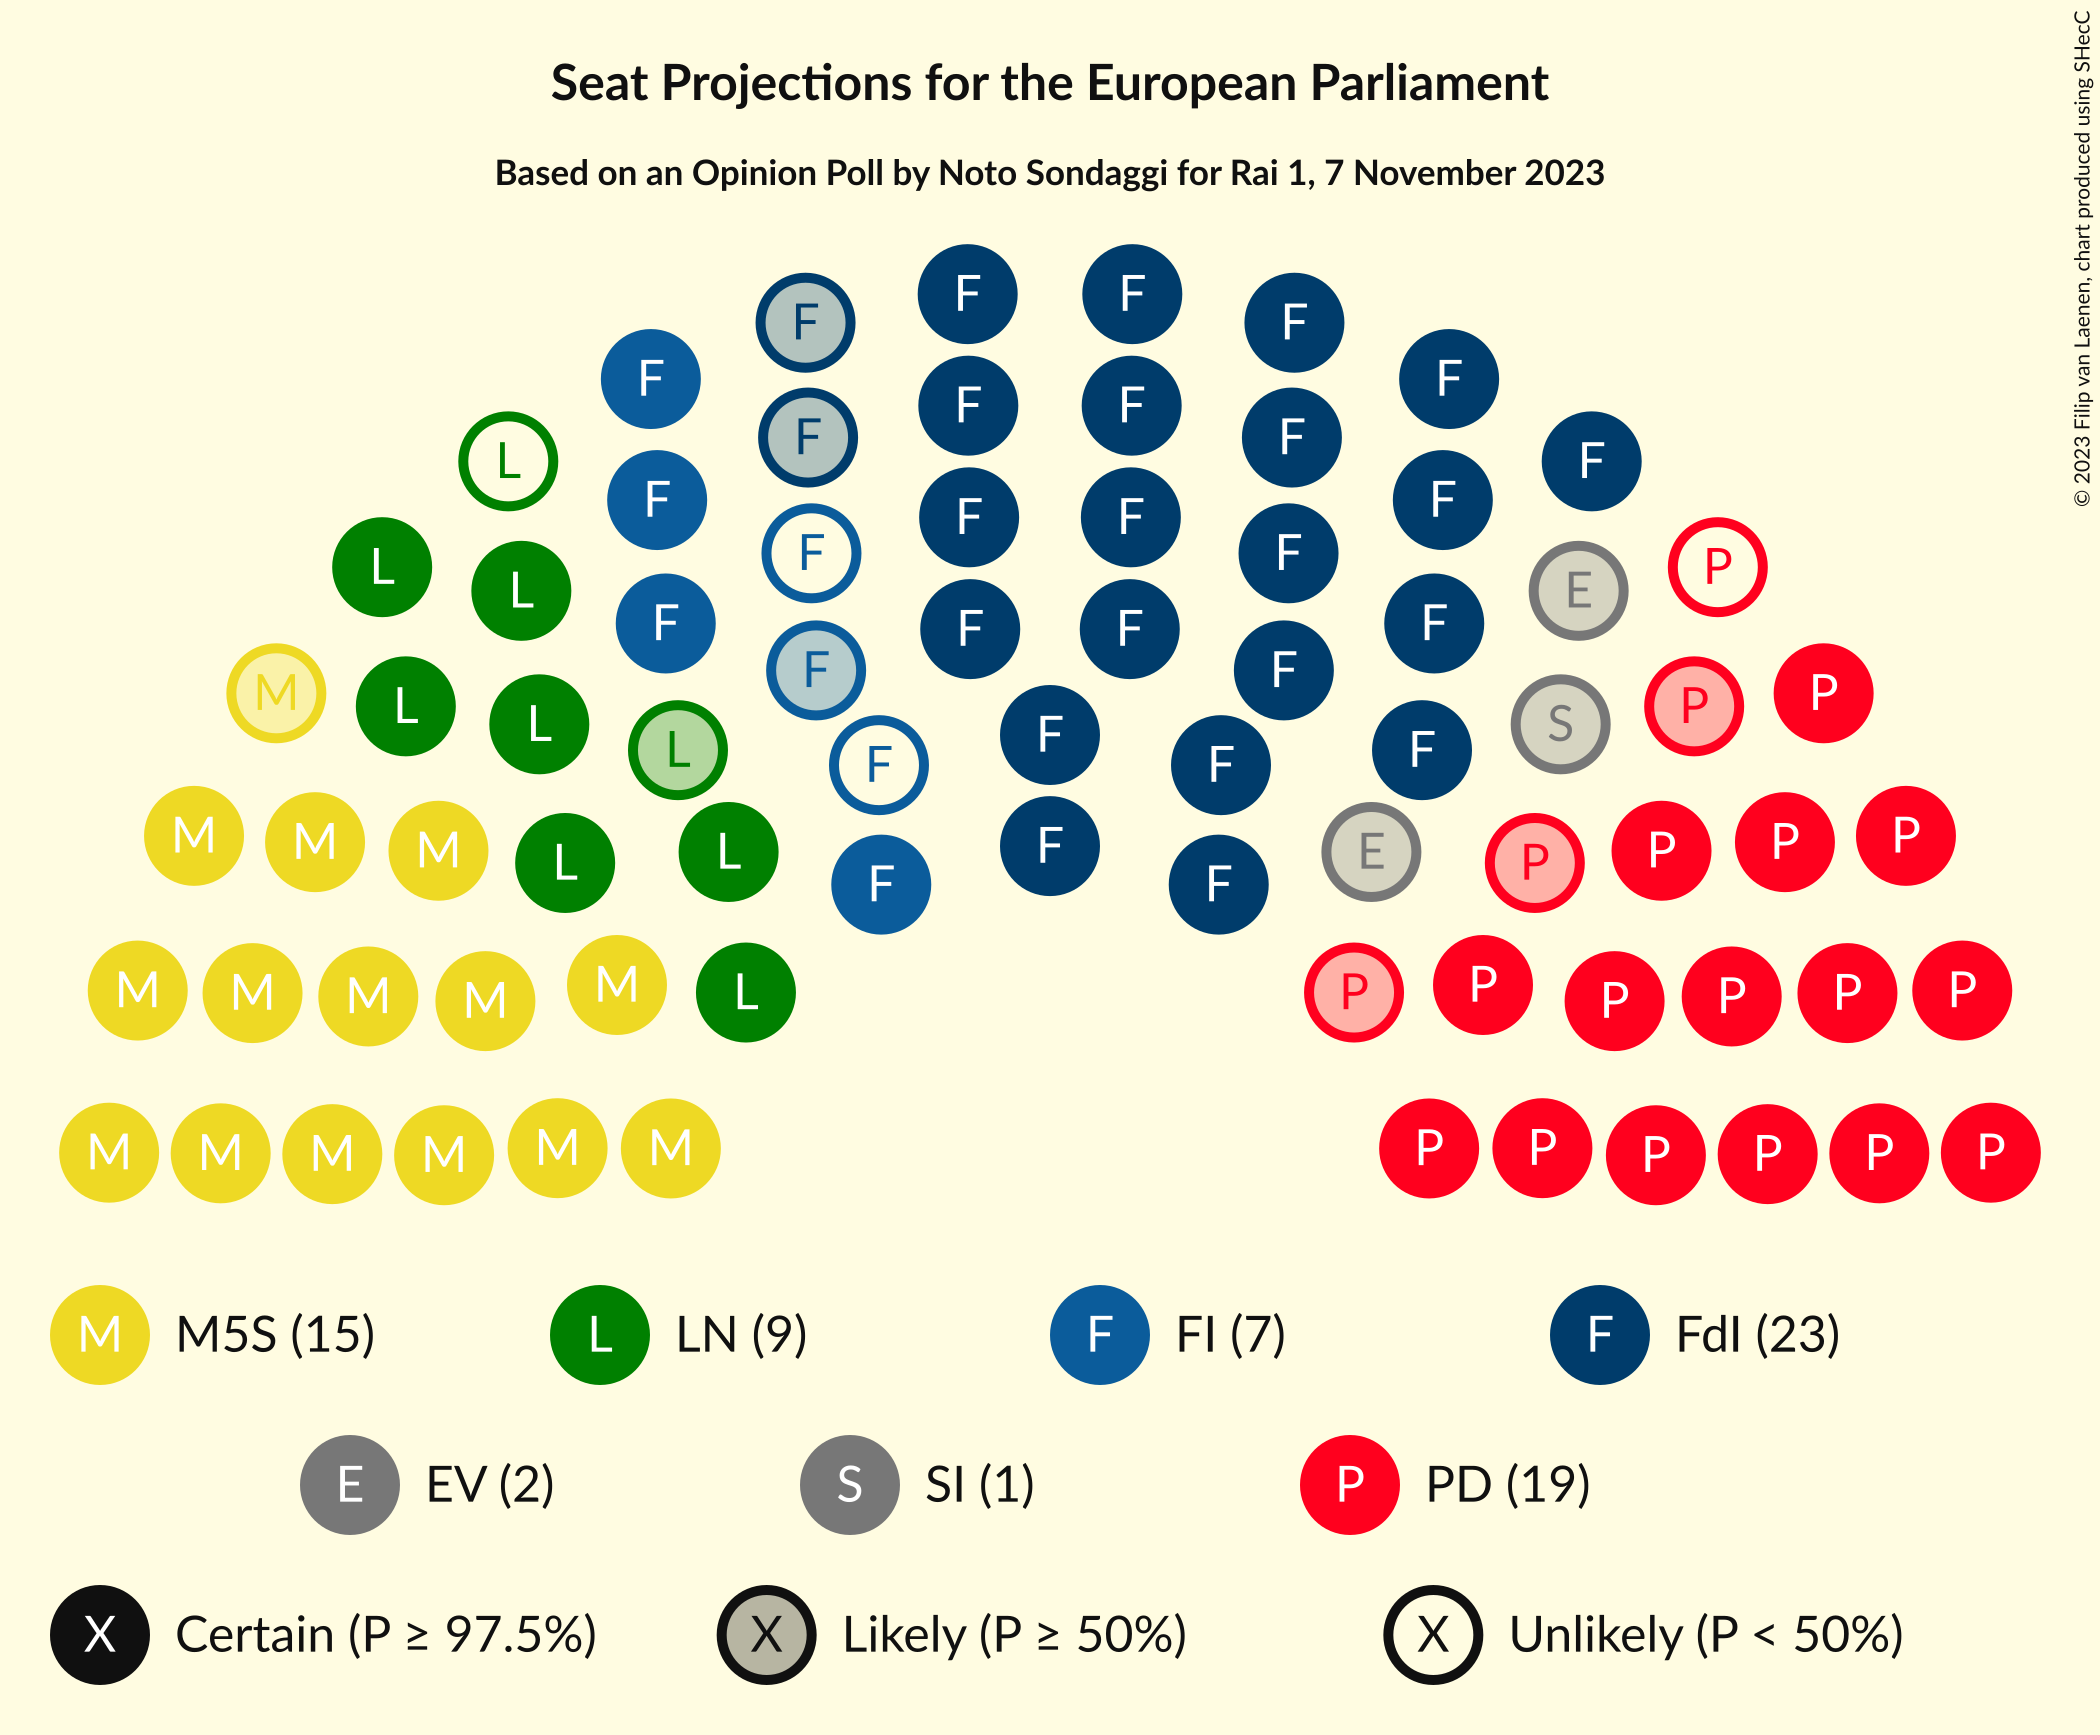 Seat Projections for the European Parliament
Based on an Opinion Poll by Noto Sondaggi for Rai 1, 7 November 2023
© 2023 Filip van Laenen, chart produced using SHecC
F F
F F
F F
F F
F F
L F
F F
F F
F F
L P
L E
F F F F
F F
M P
L P
L S
F
L F
F F
M M M L L F E P P P P
F F
M M M M M L P P P P P P
M M M M M M P P P P P P
M M5S (15) L LN (9) F FI (7) F FdI (23)
E EV (2) S SI (1) P PD (19)
X Certain (P ≥ 97.5%) X Likely (P ≥ 50%) X Unlikely (P < 50%)